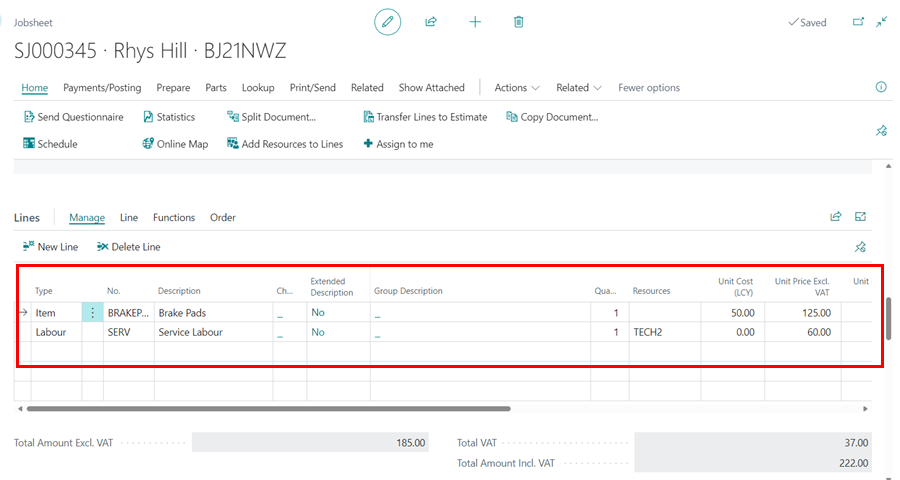 Jobsheet
Saved
SJ000345 · Rhys Hill · BJ21NWZ
Home Payments/Posting Prepare Parts Lookup Print/Send Related Show Attached Actions Related Fewer options
Send Questionnaire Statistics Split Document... Transfer Lines to Estimate Copy Document...
Schedule Online Map Add Resources to Lines Assign to me
Lines Manage Line Functions Order
New Line Delete Line
Type No. Description Ch... Extended Description Group Description Qua... Resources Unit Cost (LCY) Unit Price Excl. VAT Unit
Item BRAKEP... Brake Pads _ No _ 1 50.00 125.00
Labour SERV Service Labour _ No _ 1 TECH2 0.00 60.00
Total Amount Excl. VAT 185.00 Total VAT 37.00
Total Amount Incl. VAT 222.00